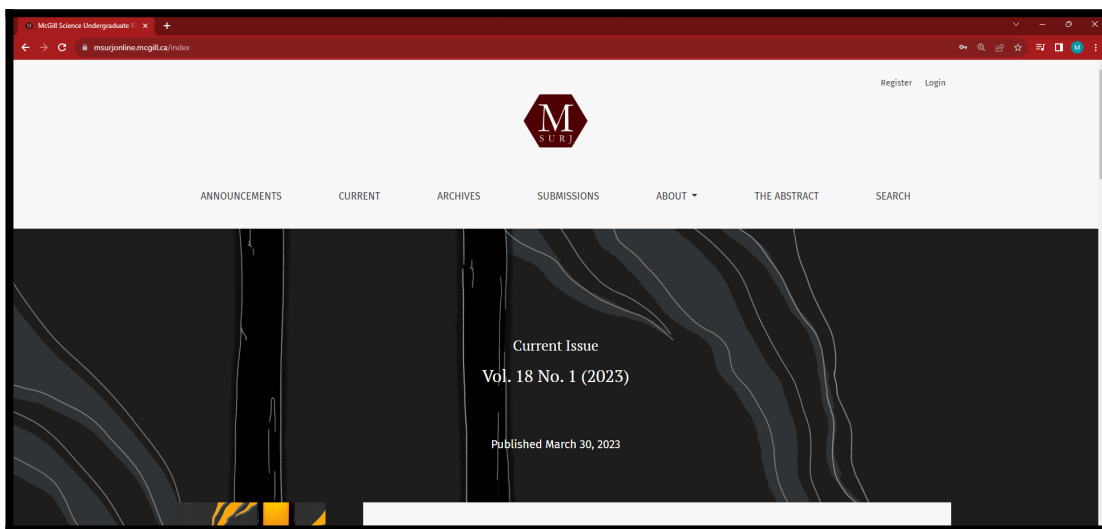 McGill Science Undergraduate R
msurjonline.mcgill.ca/index
M
Register Login
M
SURJ
ANNOUNCEMENTS CURRENT ARCHIVES SUBMISSIONS ABOUT THE ABSTRACT SEARCH
Current Issue
Vol. 18 No. 1 (2023)
Published March 30, 2023